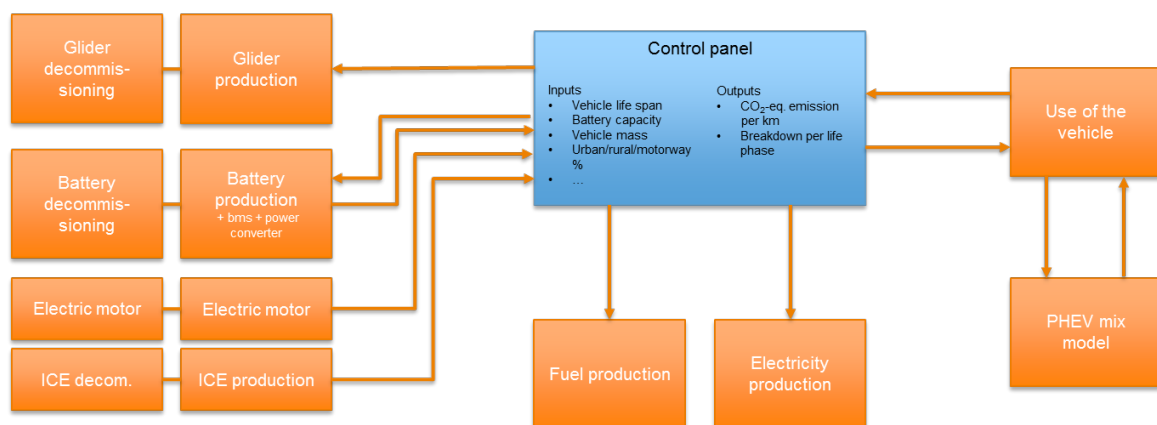 Glider
decommis-
sioning
Glider
production
Control panel
Inputs
• Vehicle life span
• Battery capacity
• Vehicle mass
• Urban/rural/motorway
%
• …
Outputs
• CO₂-eq. emission
per km
• Breakdown per life
phase
Use of the
vehicle
Battery
decommis-
sioning
Battery
production
+ bms + power
converter
Electric motor
Electric motor
ICE decom.
ICE production
Fuel production
Electricity
production
PHEV mix
model